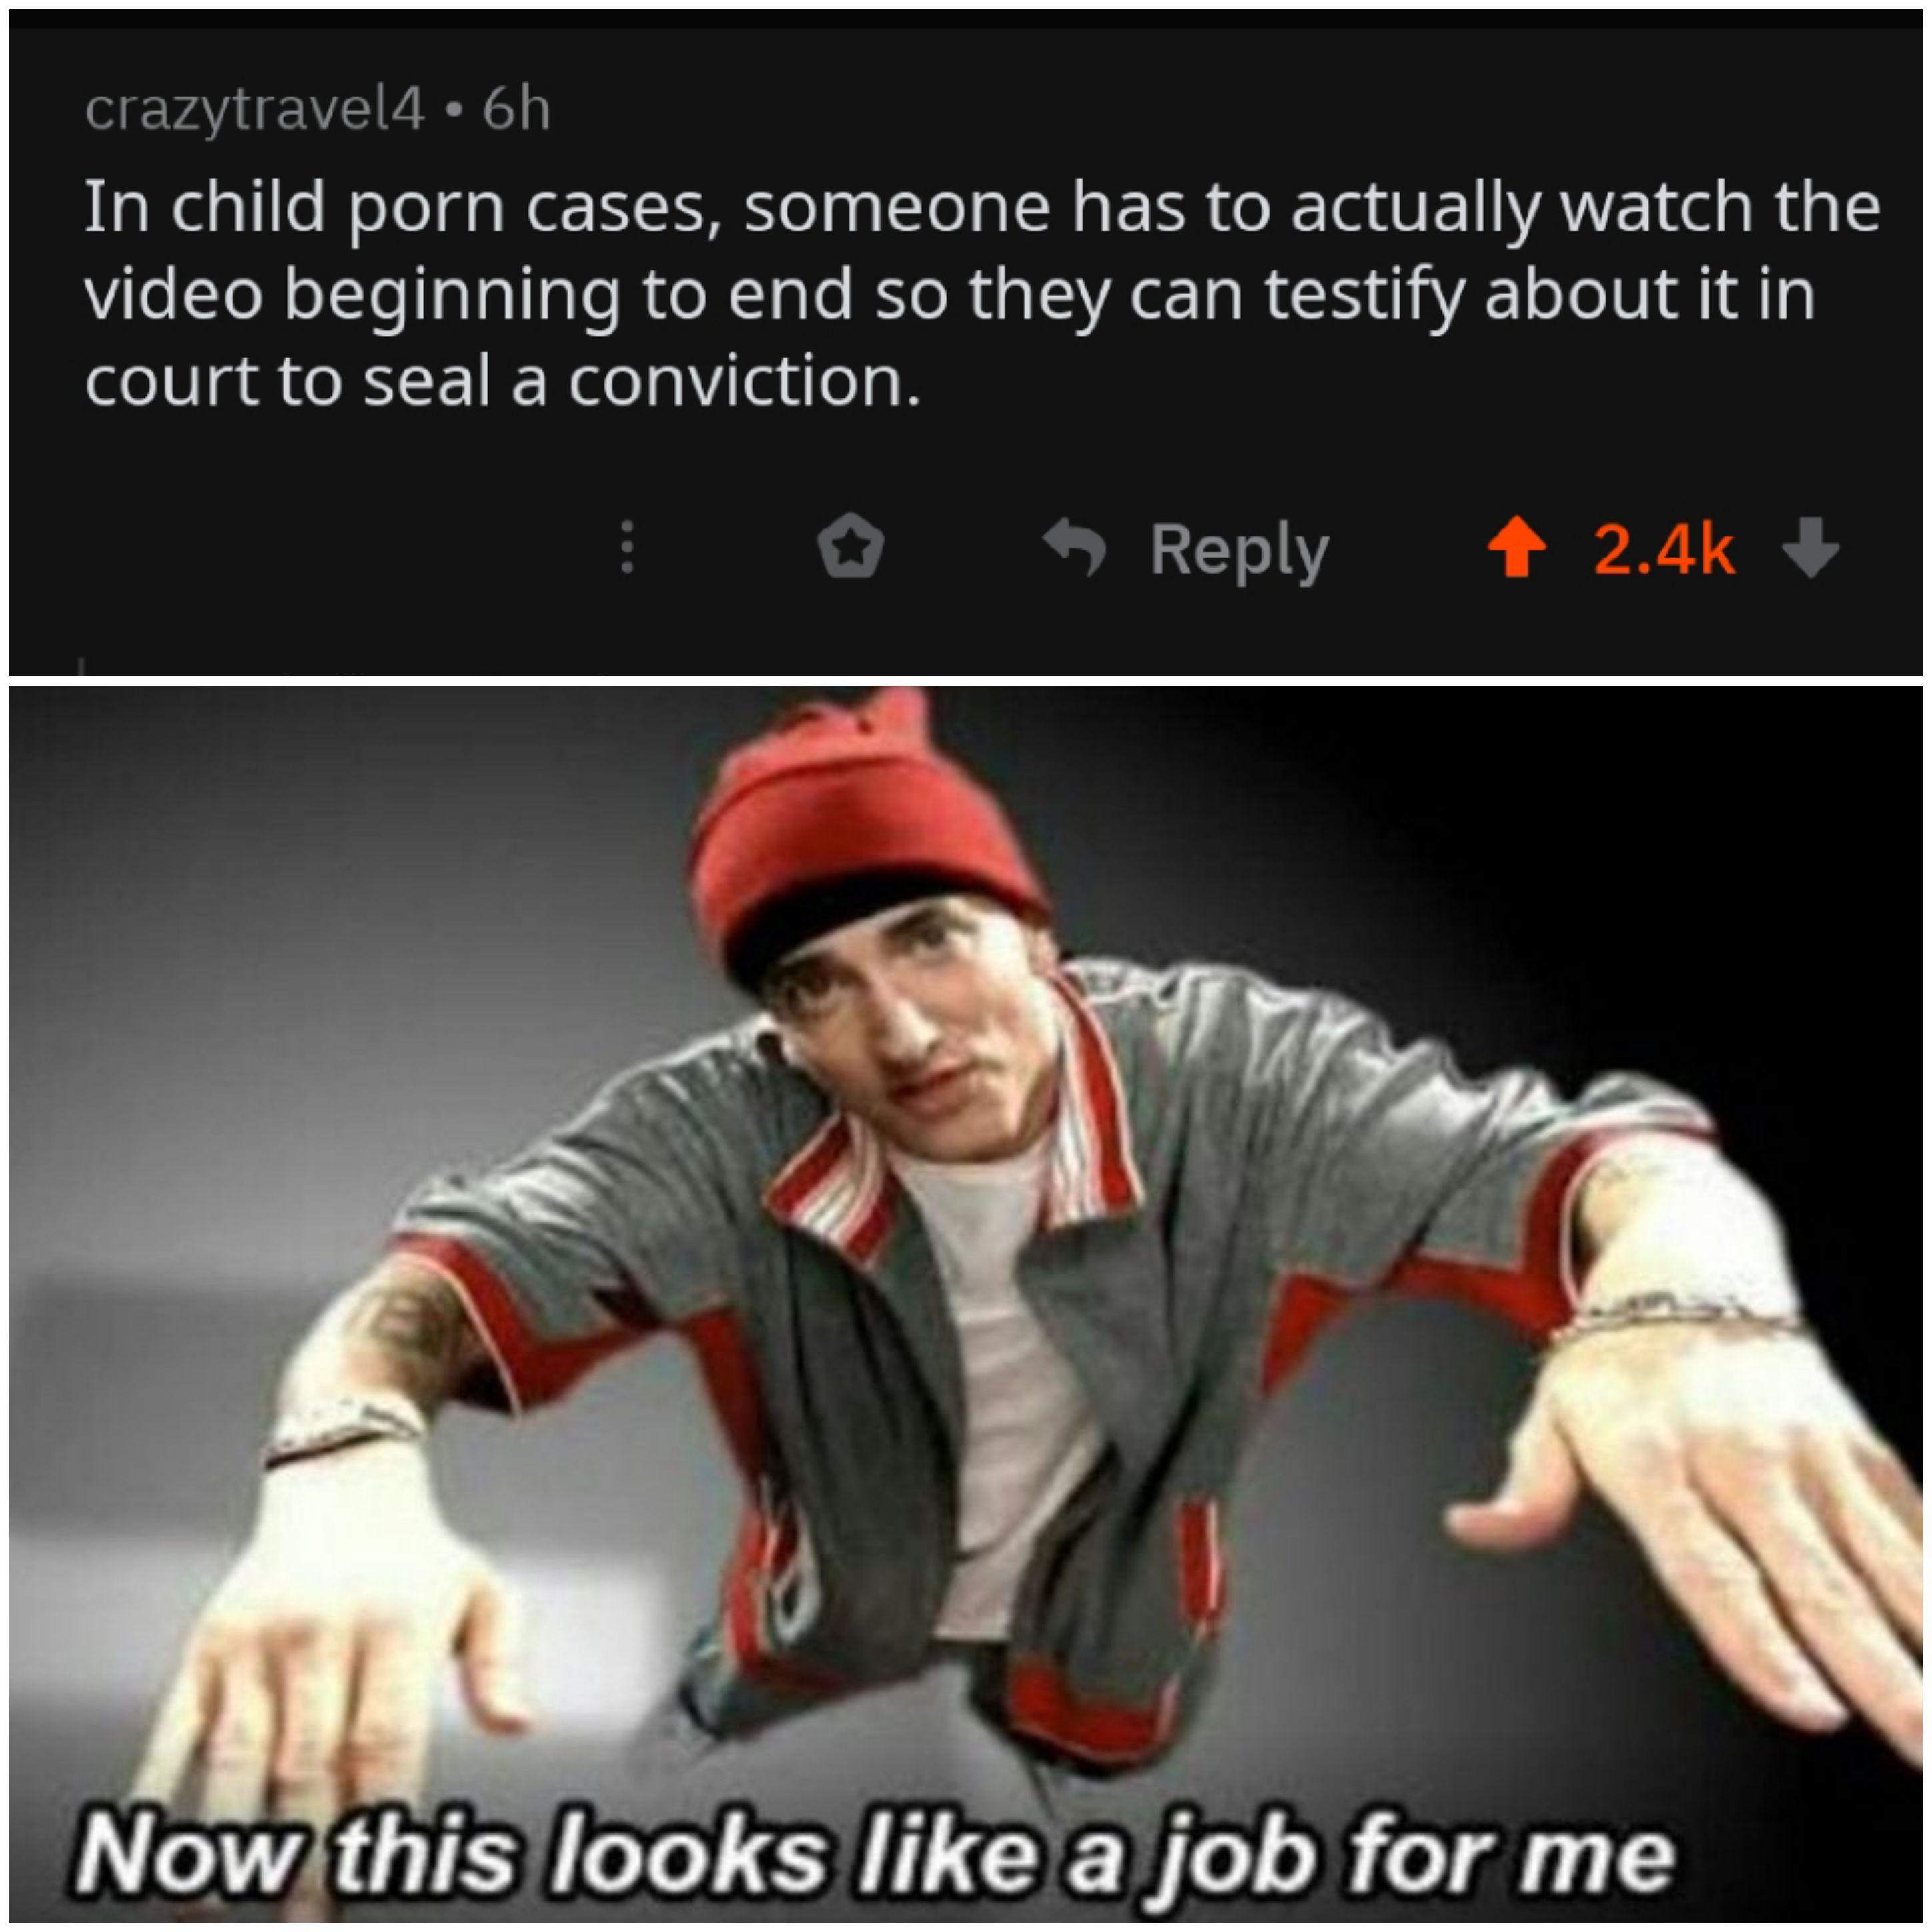 crazytravel4 • 6h
In child porn cases, someone has to actually watch the
video beginning to end so they can testify about it in
court to seal a conviction.
Reply 2.4k
Now this looks like a job for me